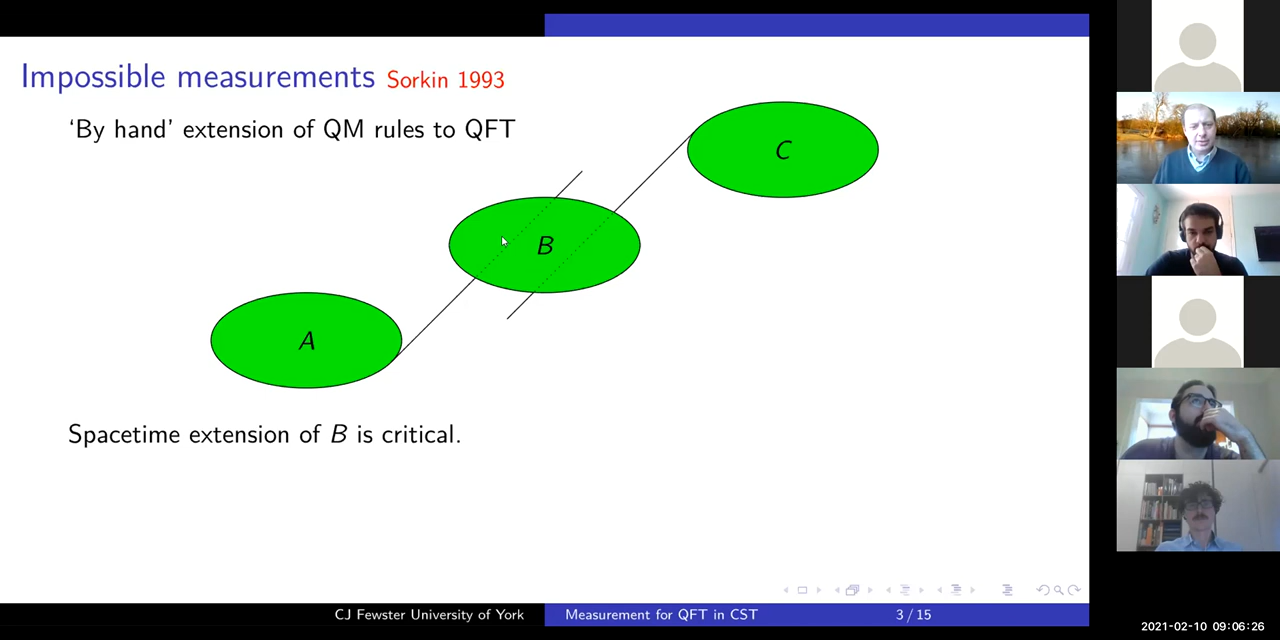 Impossible measurements Sorkin 1993
‘By hand’ extension of QM rules to QFT
C
B
A
Spacetime extension of B is critical.
CJ Fewster University of York Measurement for QFT in CST 3 / 15
2021-02-10 09:06:26